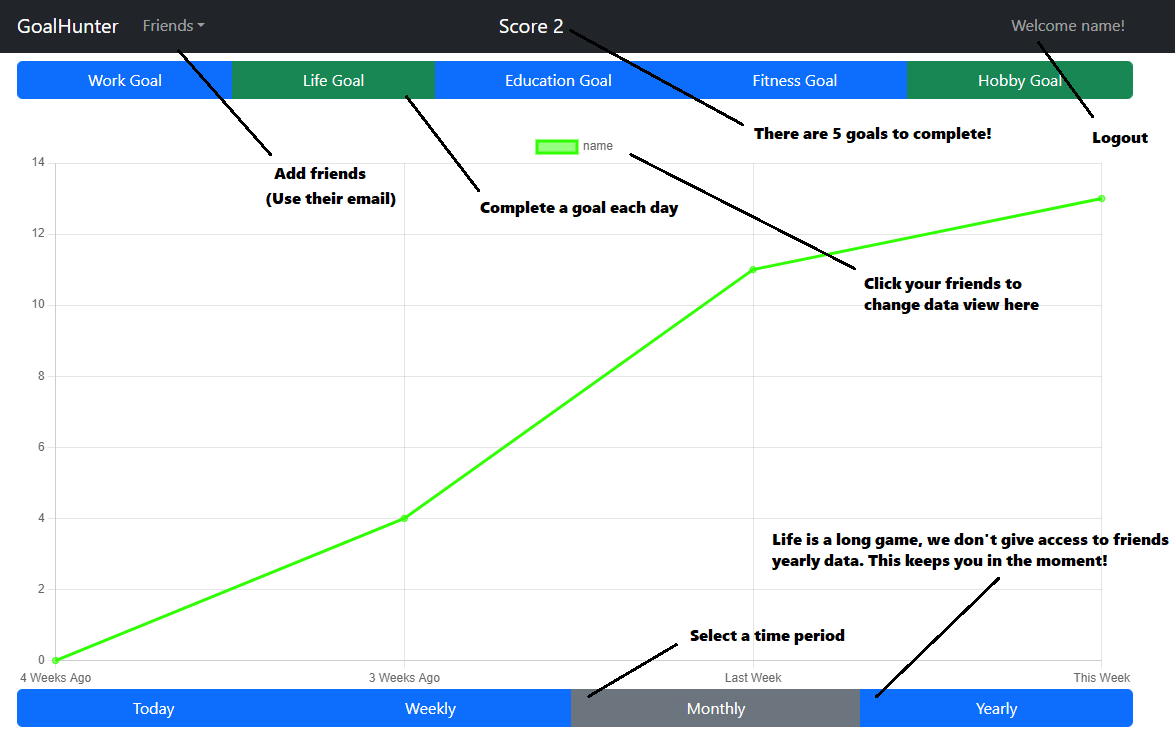 GoalHunter Friends Score 2 Welcome name!
Work Goal Life Goal Education Goal Fitness Goal Hobby Goal
There are 5 goals to complete!
Logout
name
Add friends
(Use their email)
Complete a goal each day
Click your friends to
change data view here
14
12
10
8
6
4
2
0
Life is a long game, we don't give access to friends
yearly data. This keeps you in the moment!
Select a time period
4 Weeks Ago 3 Weeks Ago Last Week This Week
Today Weekly Monthly Yearly